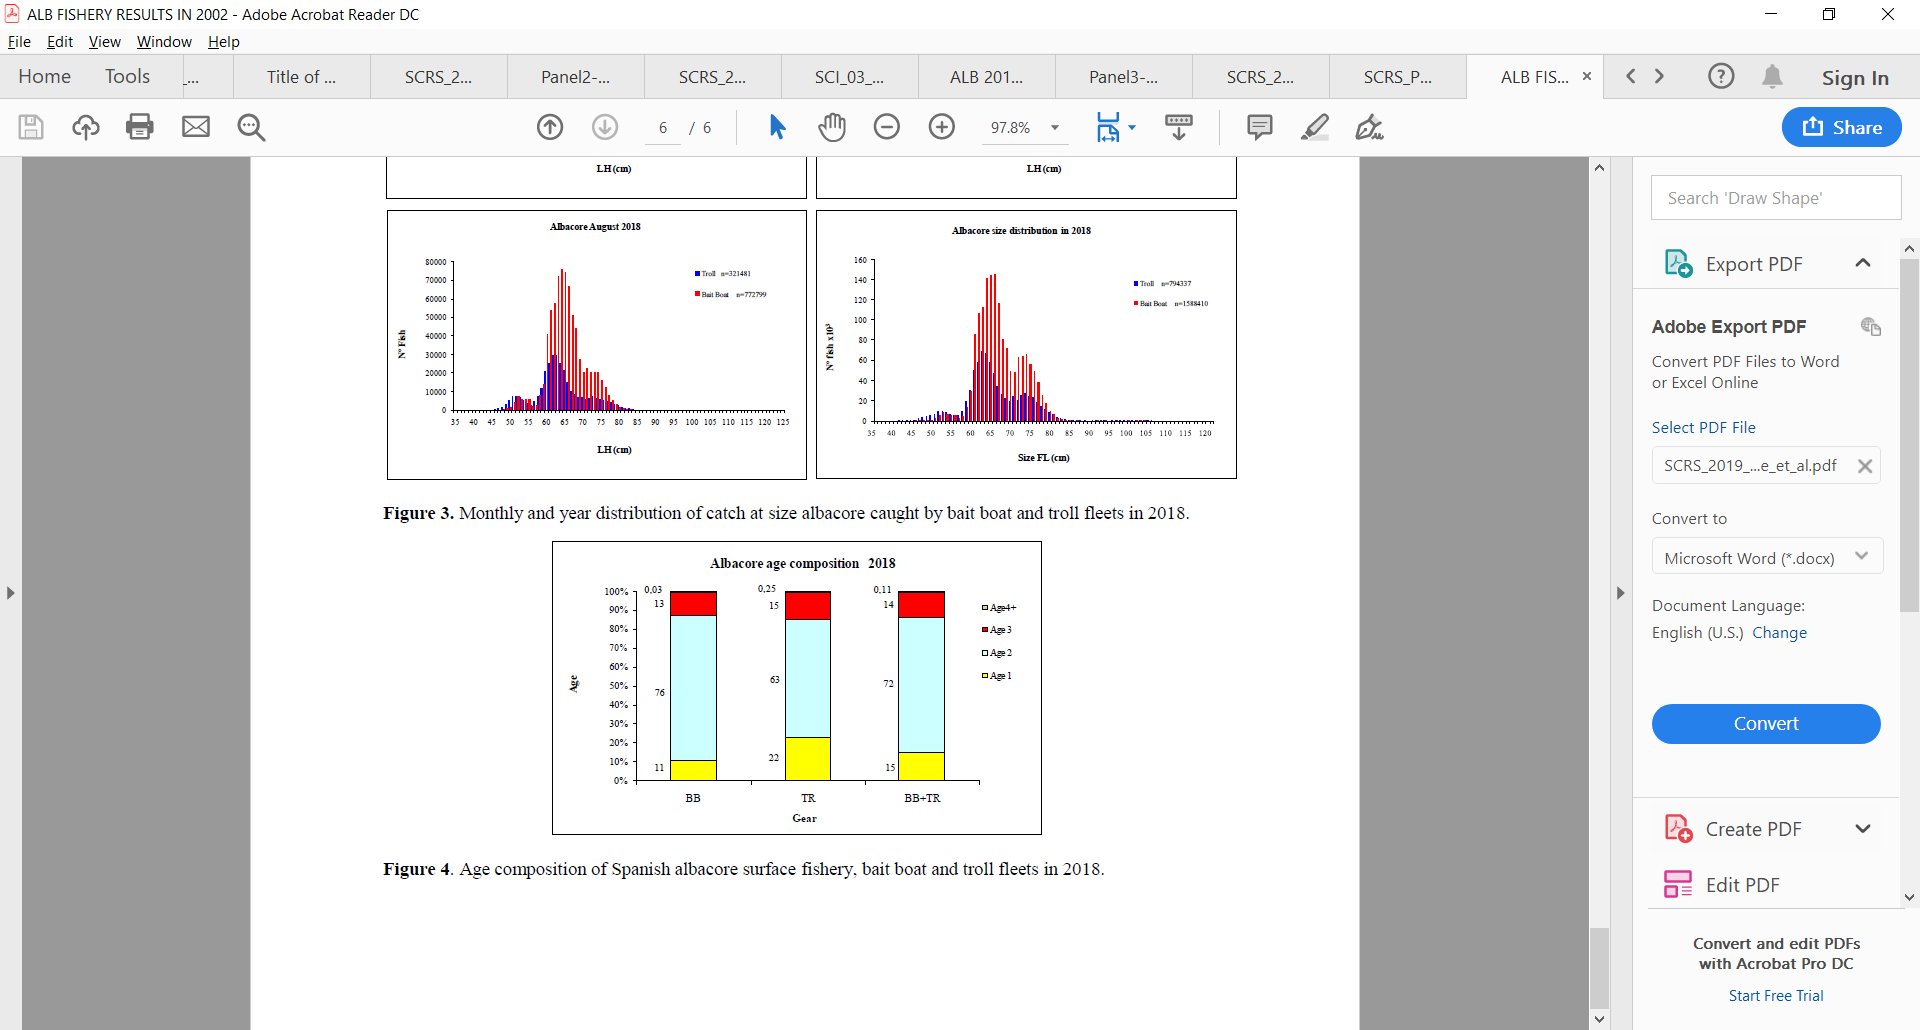 ALB FISHERY RESULTS IN 2002 - Adobe Acrobat Reader DC
File Edit View Window Help
Home Tools _... Title of ... SCRS_2... Panel2-... SCRS_2... SCI_03_... ALB 201... Panel3-... SCRS_2... SCRS_P... ALB FIS... Sign In
6 / 6 97.8% Share
LH (cm)
LH (cm)
Albacore August 2018
Nº Fish
80000
70000
60000
50000
40000
30000
20000
10000
0
Troll n=321481
Bait Boat n=772799
35 40 45 50 55 60 65 70 75 80 85 90 95 100 105 110 115 120 125
LH (cm)
Albacore size distribution in 2018
Nº fish x10³
160
140
120
100
80
60
40
20
0
Troll n=794337
Bait Boat n=1588410
35 40 45 50 55 60 65 70 75 80 85 90 95 100 105 110 115 120
Size FL (cm)
Figure 3. Monthly and year distribution of catch at size albacore caught by bait boat and troll fleets in 2018.
Albacore age composition 2018
Age
100%
90%
80%
70%
60%
50%
40%
30%
20%
10%
0%
0,03
13
76
11
0,25
15
63
22
0,11
14
72
15
Age4+
Age 3
Age 2
Age 1
BB TR BB+TR
Gear
Figure 4. Age composition of Spanish albacore surface fishery, bait boat and troll fleets in 2018.
Search 'Draw Shape'
Export PDF
Adobe Export PDF
Convert PDF Files to Word
or Excel Online
Select PDF File
SCRS_2019_...e_et_al.pdf
Convert to
Microsoft Word (*.docx)
Document Language:
English (U.S.) Change
Convert
Create PDF
Edit PDF
Convert and edit PDFs
with Acrobat Pro DC
Start Free Trial